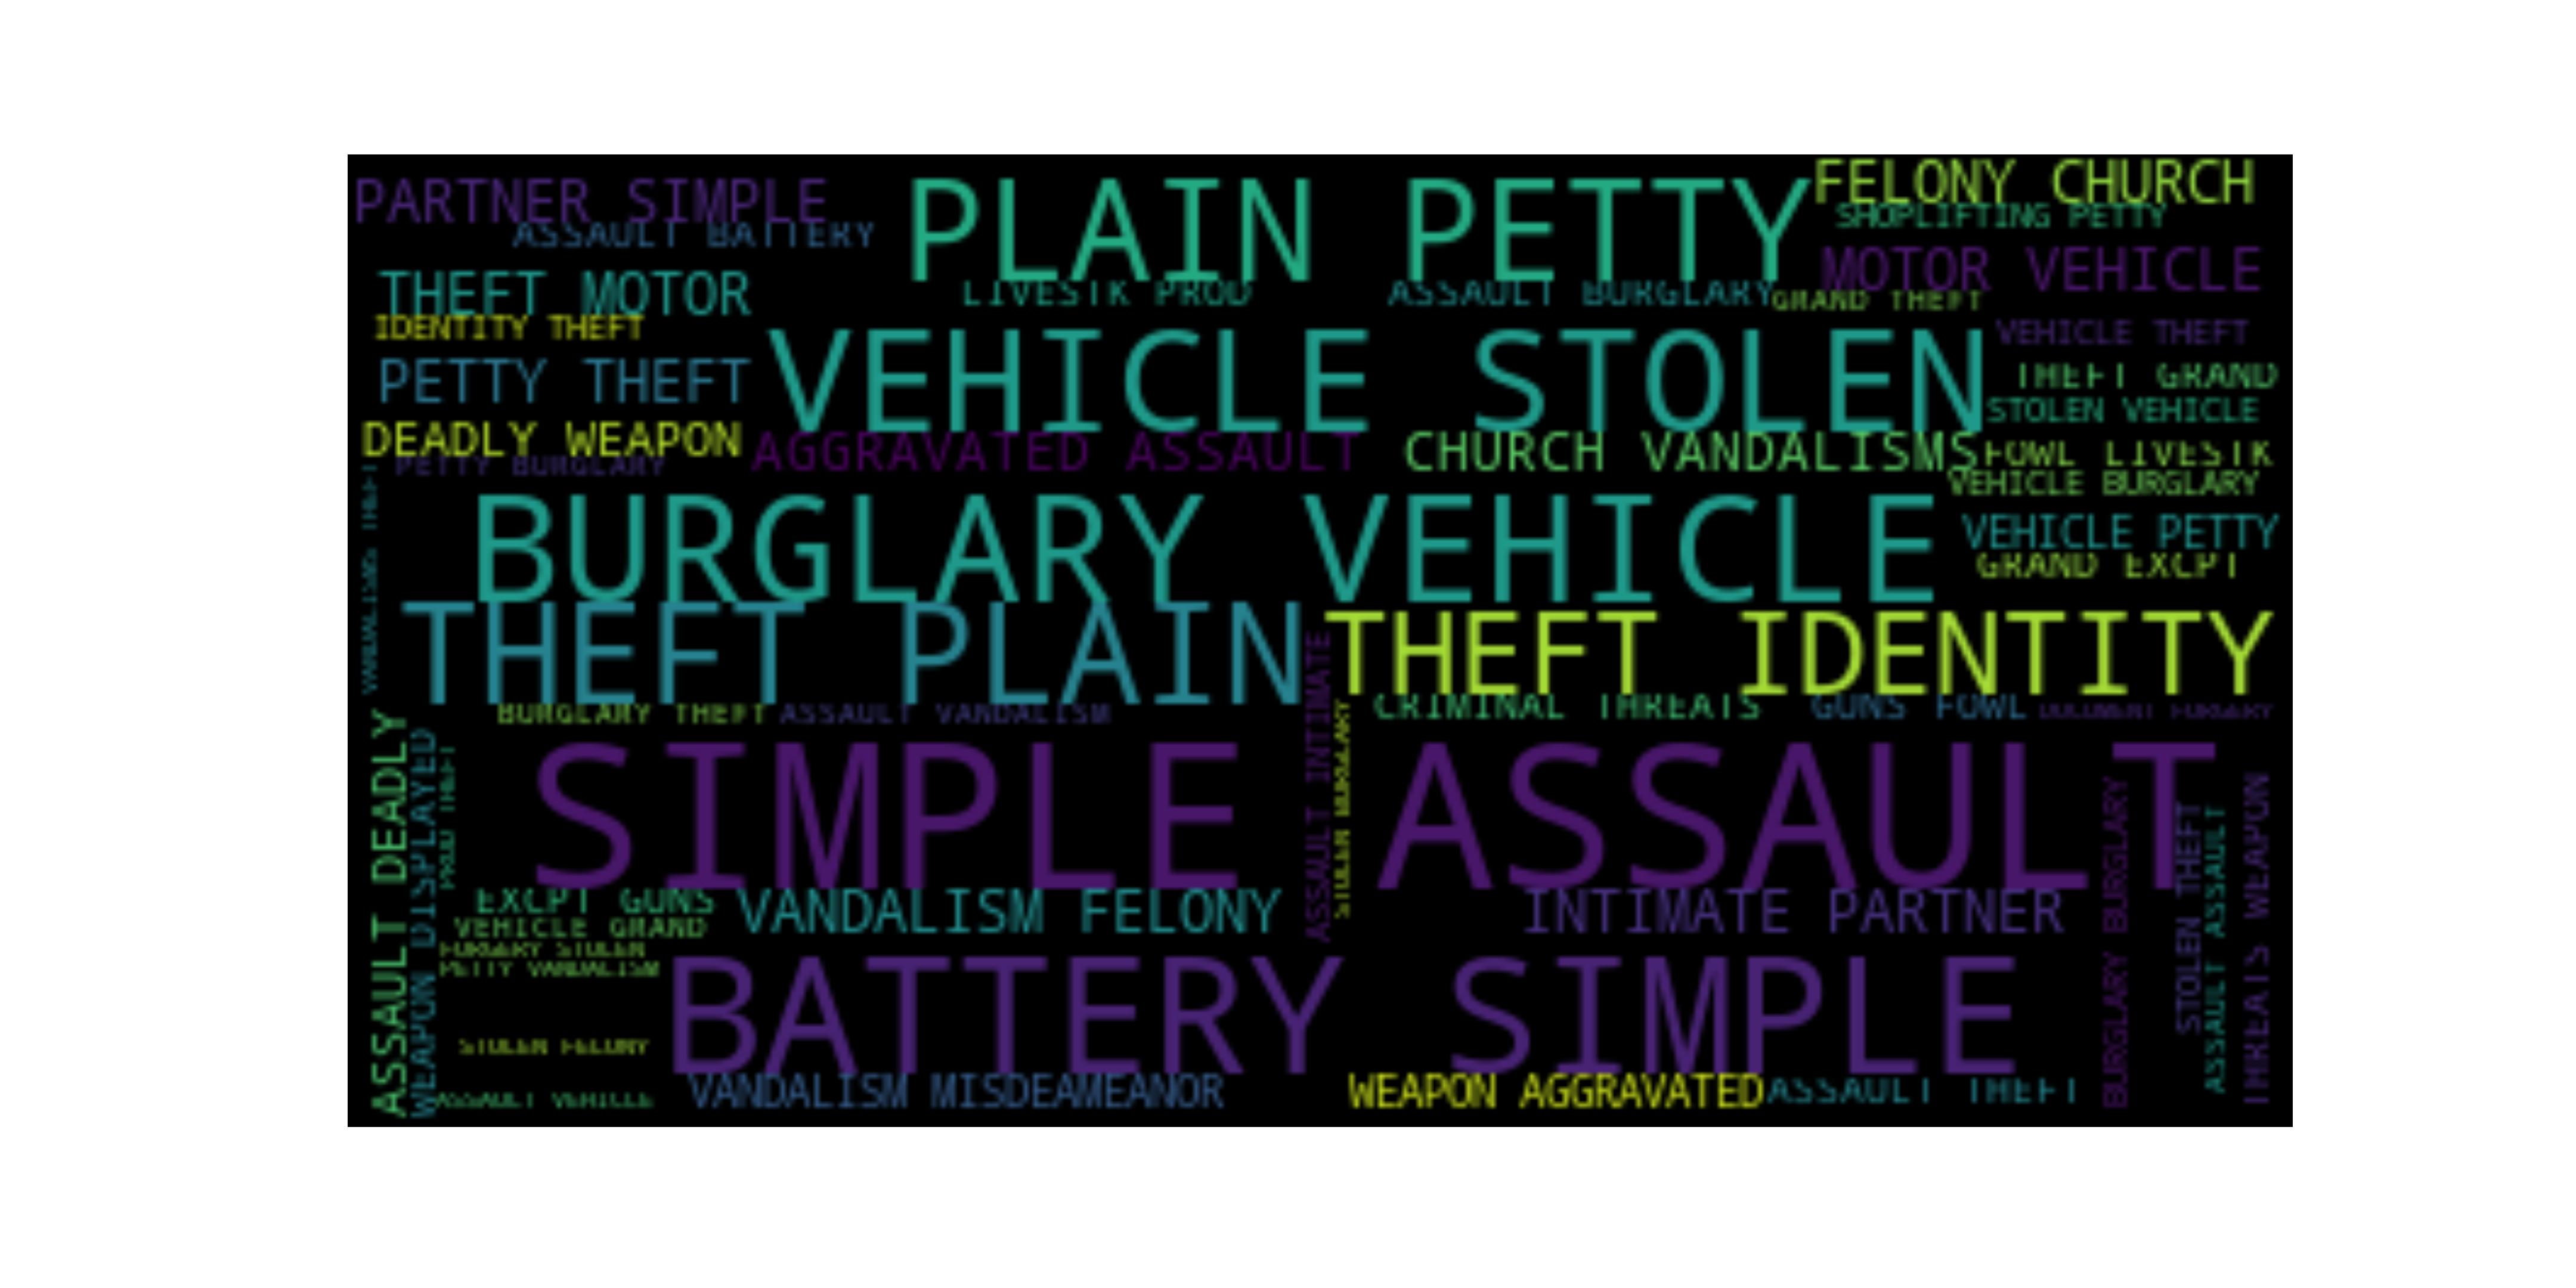 PARTNER SIMPLE
ASSAULT BATTERY
PLAIN PETTY
FELONY CHURCH
SHOPLIFTING PETTY
THEFT MOTOR
LIVESTK PROD
ASSAULT BURGLARY
MOTOR VEHICLE
GRAND THEFT
IDENTITY THEFT
VEHICLE STOLEN
VEHICLE THEFT
PETTY THEFT
THEFT GRAND
STOLEN VEHICLE
DEADLY WEAPON
AGGRAVATED ASSAULT
CHURCH VANDALISMS
FOWL LIVESTK
PETTY BURGLARY
VEHICLE BURGLARY
BURGLARY VEHICLE
VEHICLE PETTY
GRAND EXCPT
VANDALISMS THEFT
THEFT PLAIN
THEFT IDENTITY
BURGLARY THEFT
ASSAULT VANDALISM
ASSAULT INTIMATE
STOLEN BURGLARY
CRIMINAL THREATS
GUNS FOWL
DOCUMENT FORGERY
ASSAULT DEADLY
WEAPON DISPLAYED
PROD THEFT
SIMPLE ASSAULT
EXCPT GUNS
VANDALISM FELONY
INTIMATE PARTNER
VEHICLE GRAND
FORGERY STOLEN
PETTY VANDALISM
BATTERY SIMPLE
BURGLARY BURGLARY
STOLEN THEFT
ASSAULT ASSAULT
THREATS WEAPON
STOLEN FELONY
ASSAULT VEHICLE
VANDALISM MISDEAMEANOR
WEAPON AGGRAVATED
ASSAULT THEFT